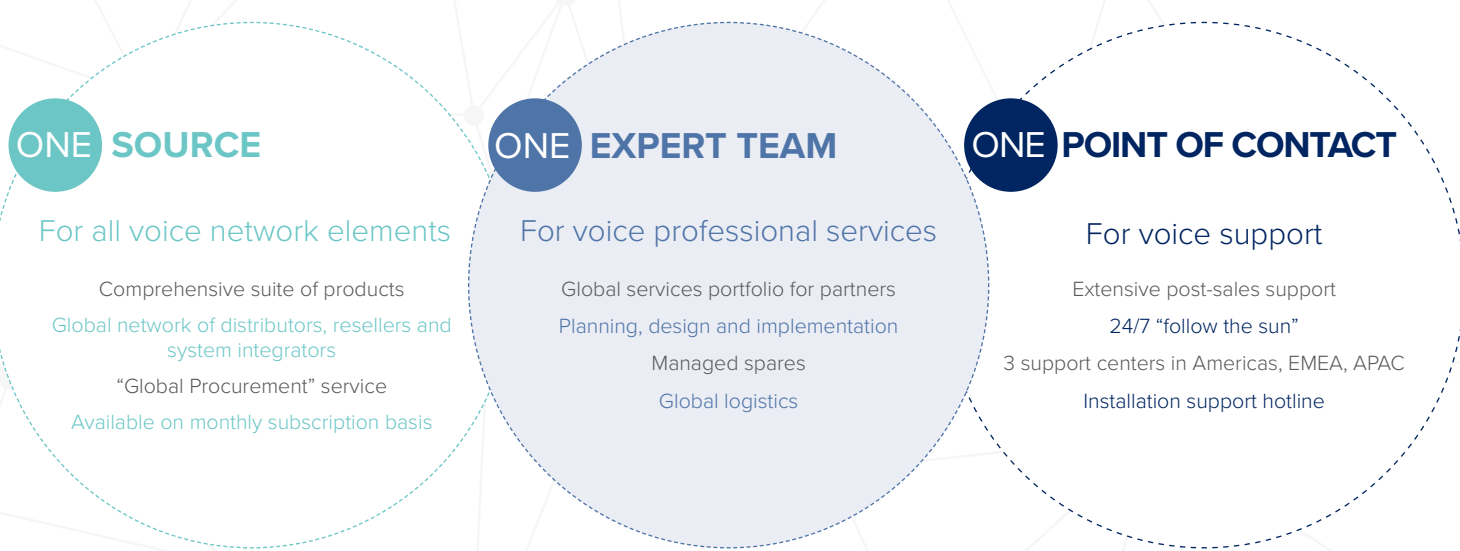 ONE SOURCE
For all voice network elements
Comprehensive suite of products
Global network of distributors, resellers and
system integrators
“Global Procurement” service
Available on monthly subscription basis
ONE EXPERT TEAM
For voice professional services
Global services portfolio for partners
Planning, design and implementation
Managed spares
Global logistics
ONE POINT OF CONTACT
For voice support
Extensive post-sales support
24/7 “follow the sun”
3 support centers in Americas, EMEA, APAC
Installation support hotline